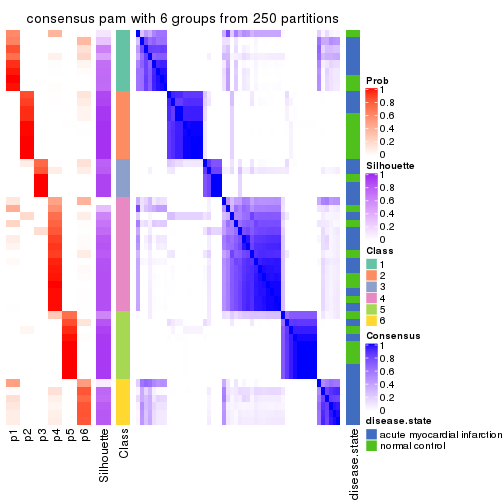 consensus pam with 6 groups from 250 partitions
Prob
1
0.8
0.6
0.4
0.2
0
Silhouette
1
0.8
0.6
0.4
0.2
0
Class
1
2
3
4
5
6
Consensus
1
0.8
0.6
0.4
0.2
0
disease.state
acute myocardial infarction
normal control
p1
p2
p3
p4
p5
p6
Silhouette
Class
disease.state